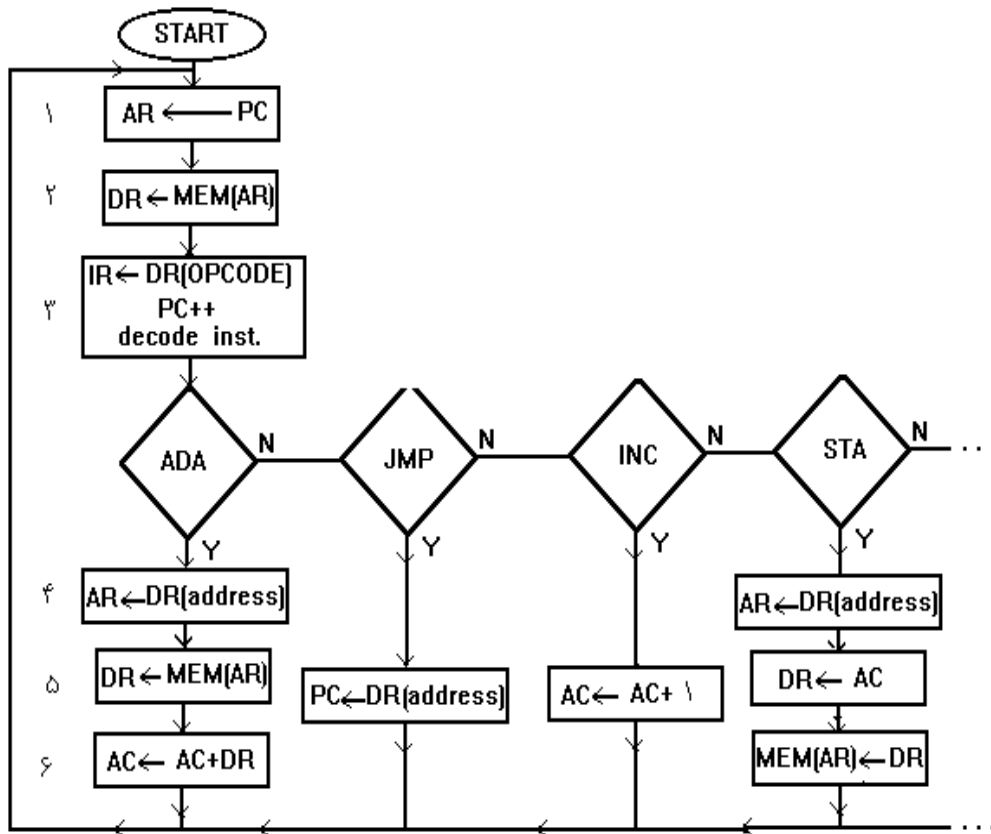 START
۱ AR ← PC
۲ DR ← MEM(AR)
۳ IR ← DR(OPCODE)
PC++
decode inst.
ADA N JMP N INC N STA N . .
Y Y Y Y
۴ AR←DR(address) AR←DR(address)
۵ DR←MEM(AR) PC←DR(address) AC← AC+ ۱ DR← AC
۶ AC← AC+DR MEM(AR)←DR
. .